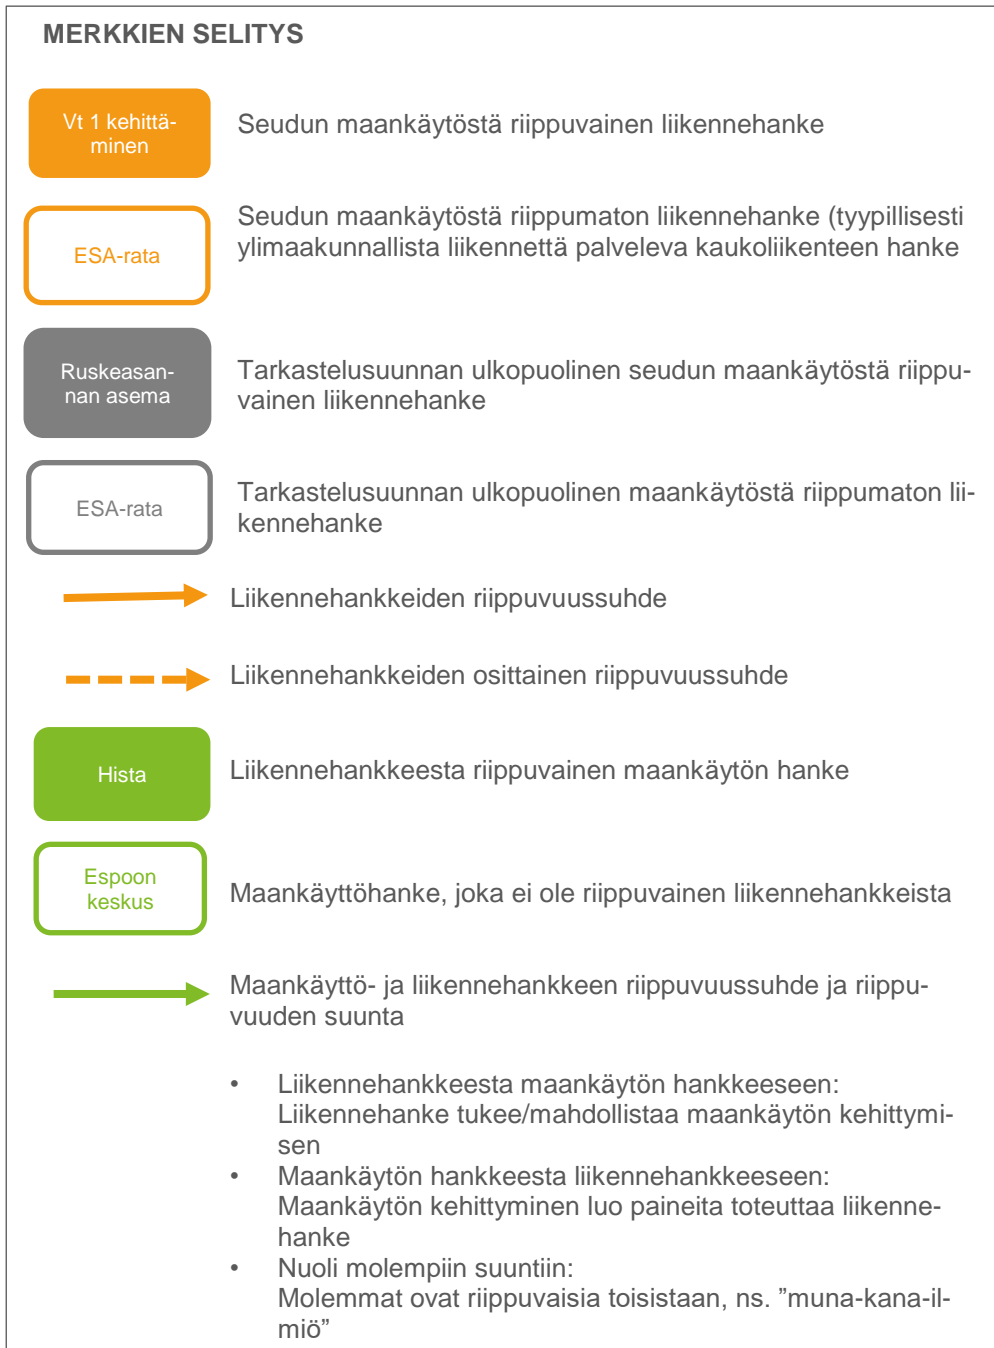 MERKKIEN SELITYS
Vt 1 kehittä-
minen
Seudun maankäytöstä riippuvainen liikennehanke
ESA-rata
Seudun maankäytöstä riippumaton liikennehanke (tyypillisesti
ylimaakunnallista liikennettä palveleva kaukoliikenteen hanke
Ruskeasan-
nan asema
Tarkastelusuunnan ulkopuolinen seudun maankäytöstä riippu-
vainen liikennehanke
ESA-rata
Tarkastelusuunnan ulkopuolinen maankäytöstä riippumaton lii-
kennehanke
Liikennehankkeiden riippuvuussuhde
Liikennehankkeiden osittainen riippuvuussuhde
Hista
Liikennehankkeesta riippuvainen maankäytön hanke
Espoon
keskus
Maankäyttöhanke, joka ei ole riippuvainen liikennehankkeista
Maankäyttö- ja liikennehankkeen riippuvuussuhde ja riippu-
vuuden suunta
• Liikennehankkeesta maankäytön hankkeeseen:
Liikennehanke tukee/mahdollistaa maankäytön kehittymi-
sen
• Maankäytön hankkeesta liikennehankkeeseen:
Maankäytön kehittyminen luo paineita toteuttaa liikenne-
hanke
• Nuoli molempiin suuntiin:
Molemmat ovat riippuvaisia toisistaan, ns. ”muna-kana-il-
miö”